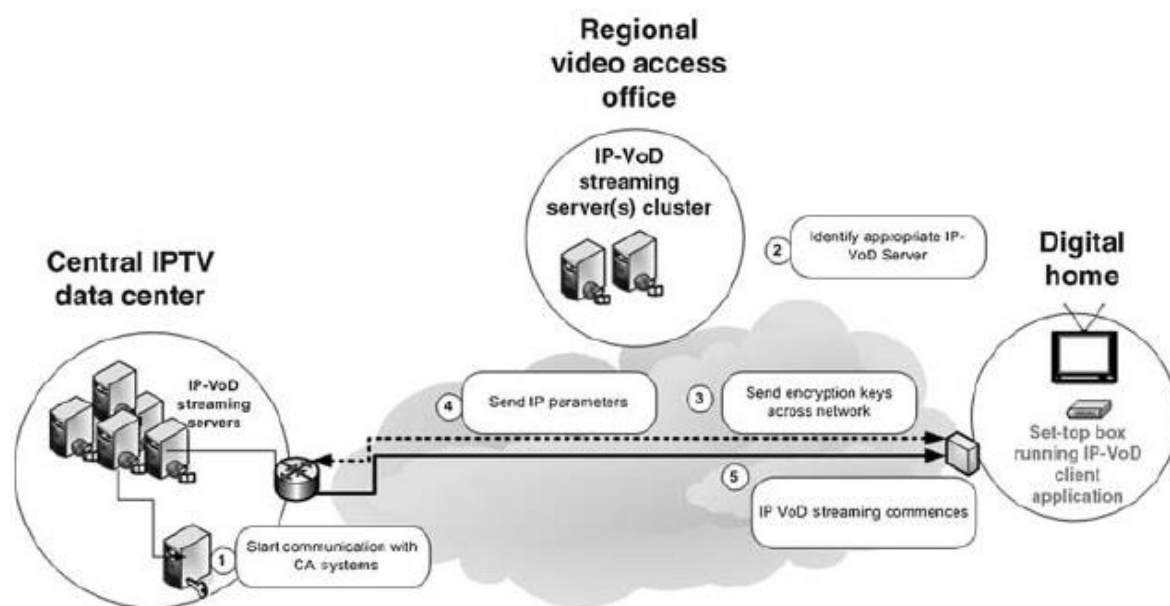 Regional
video access
office
IP-VoD
streaming
server(s) cluster
2
Identify appropriate IP-
VoD Server
Digital
home
Central IPTV
data center
IP-VoD
streaming
servers
4
Send IP parameters
3
Send encryption keys
across network
Set-top box
running IP-VoD
client
application
5
IP VoD streaming commences
1
Start communication with
CA systems